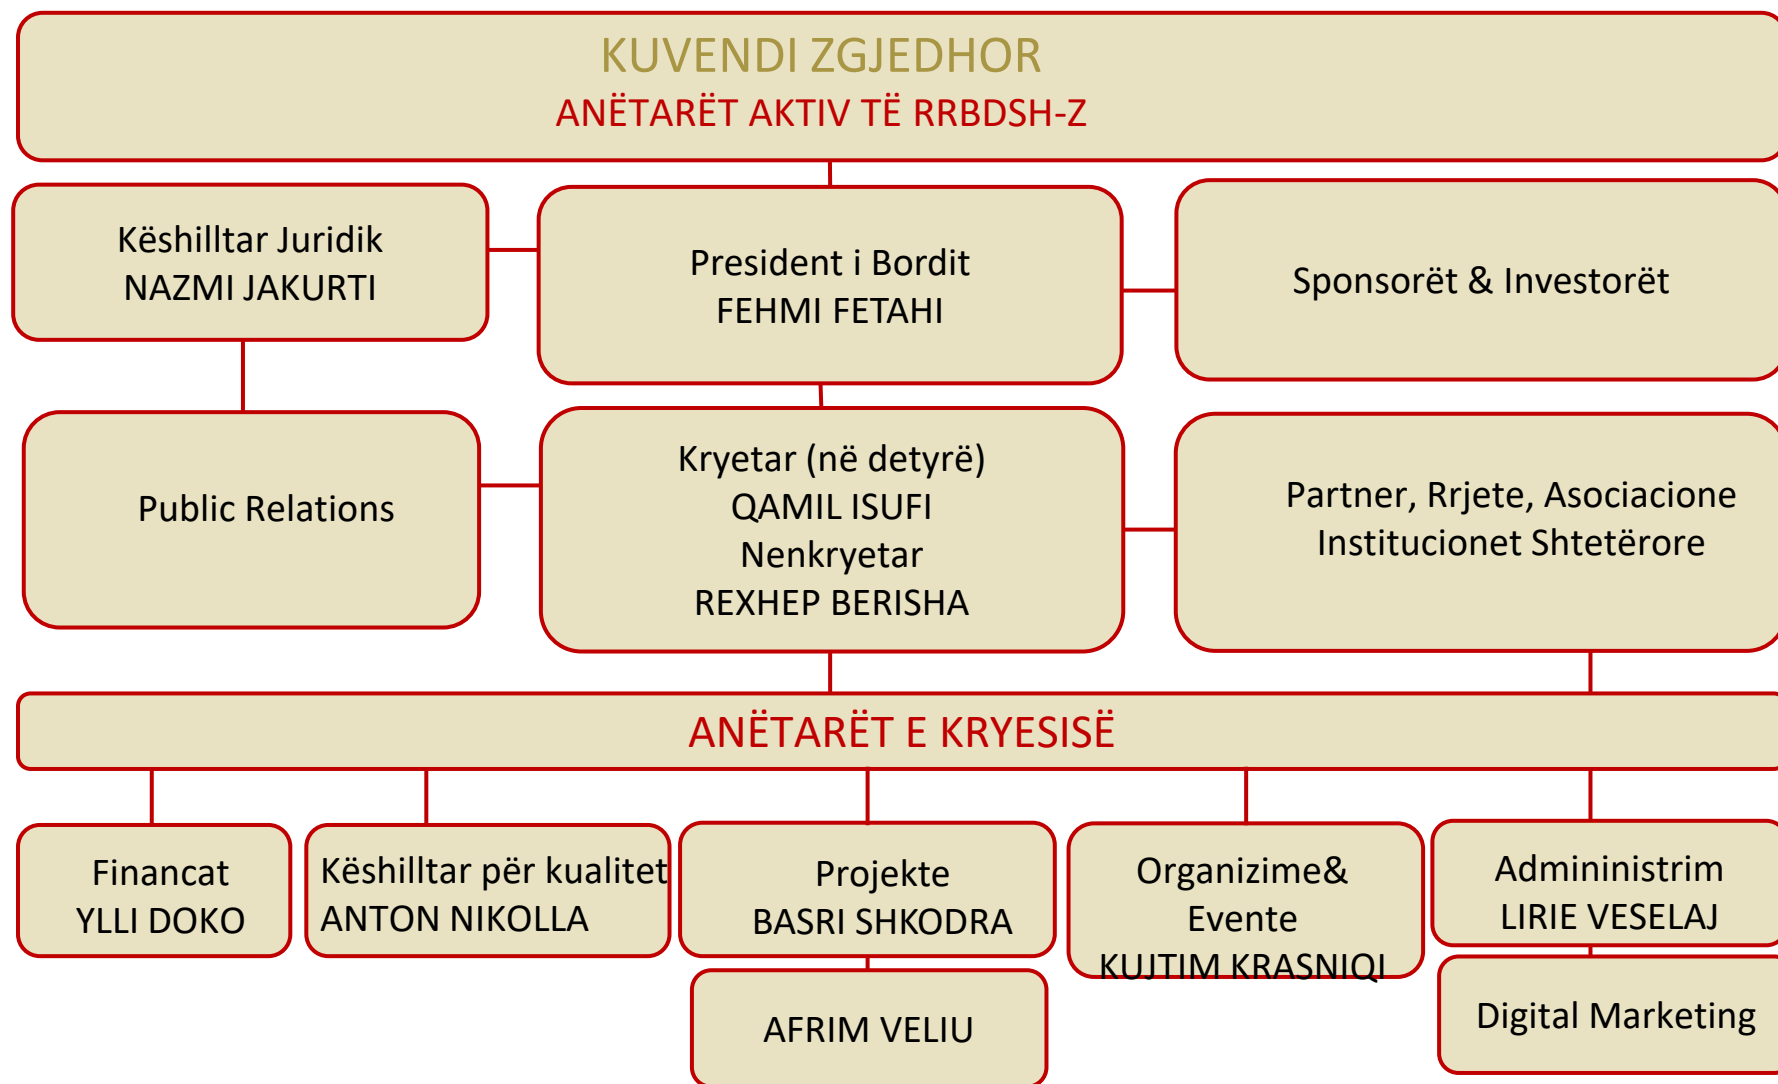 KUVENDI ZGJEDHOR
ANËTARËT AKTIV TË RRBDSH-Z
Këshilltar Juridik
NAZMI JAKURTI
President i Bordit
FEHMI FETAHI
Sponsorët & Investorët
Public Relations
Kryetar (në detyrë)
QAMIL ISUFI
Nenkryetar
REXHEP BERISHA
Partner, Rrjete, Asociacione
Institucionet Shtetërore
ANËTARËT E KRYESISË
Financat
YLLI DOKO
Këshilltar për kualitet
ANTON NIKOLLA
Projekte
BASRI SHKODRA
Organizime&
Evente
KUJTIM KRASNIQI
Admininistrim
LIRIE VESELAJ
AFRIM VELIU
Digital Marketing